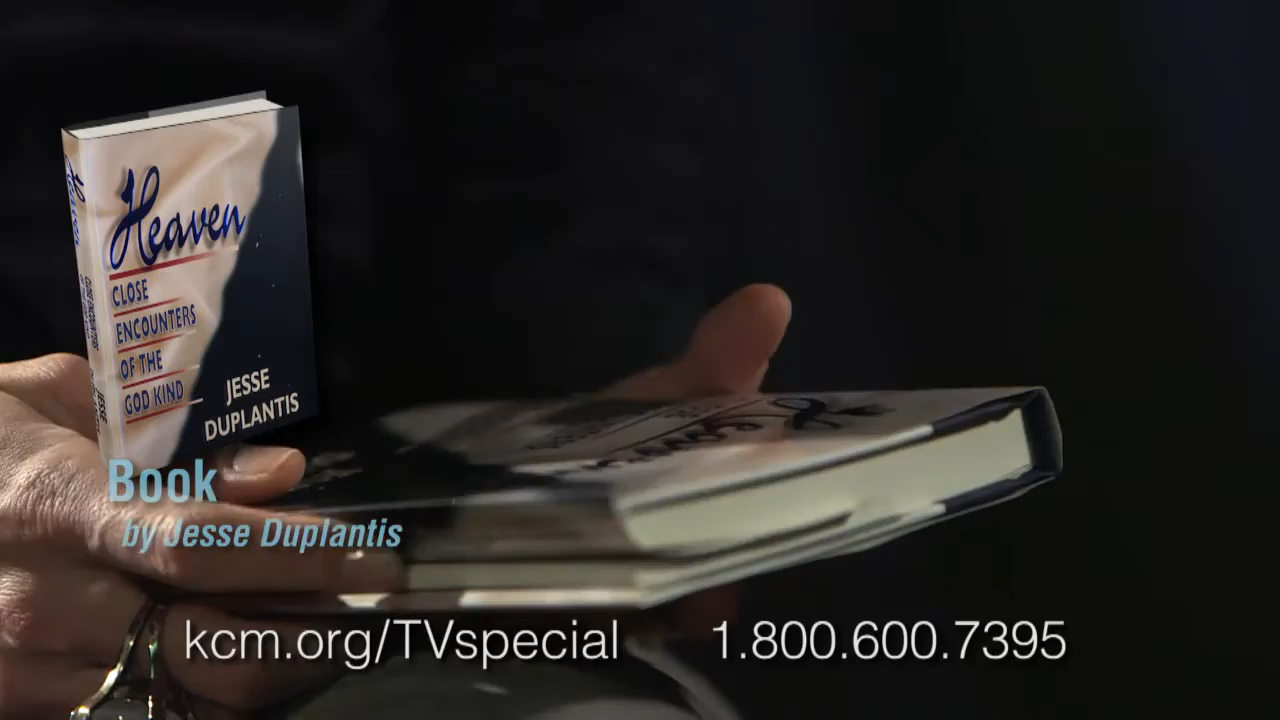 Heaven
CLOSE
ENCOUNTERS
OF THE
GOD KIND
JESSE
DUPLANTIS
Book
by Jesse Duplantis
kcm.org/TVspecial 1.800.600.7395